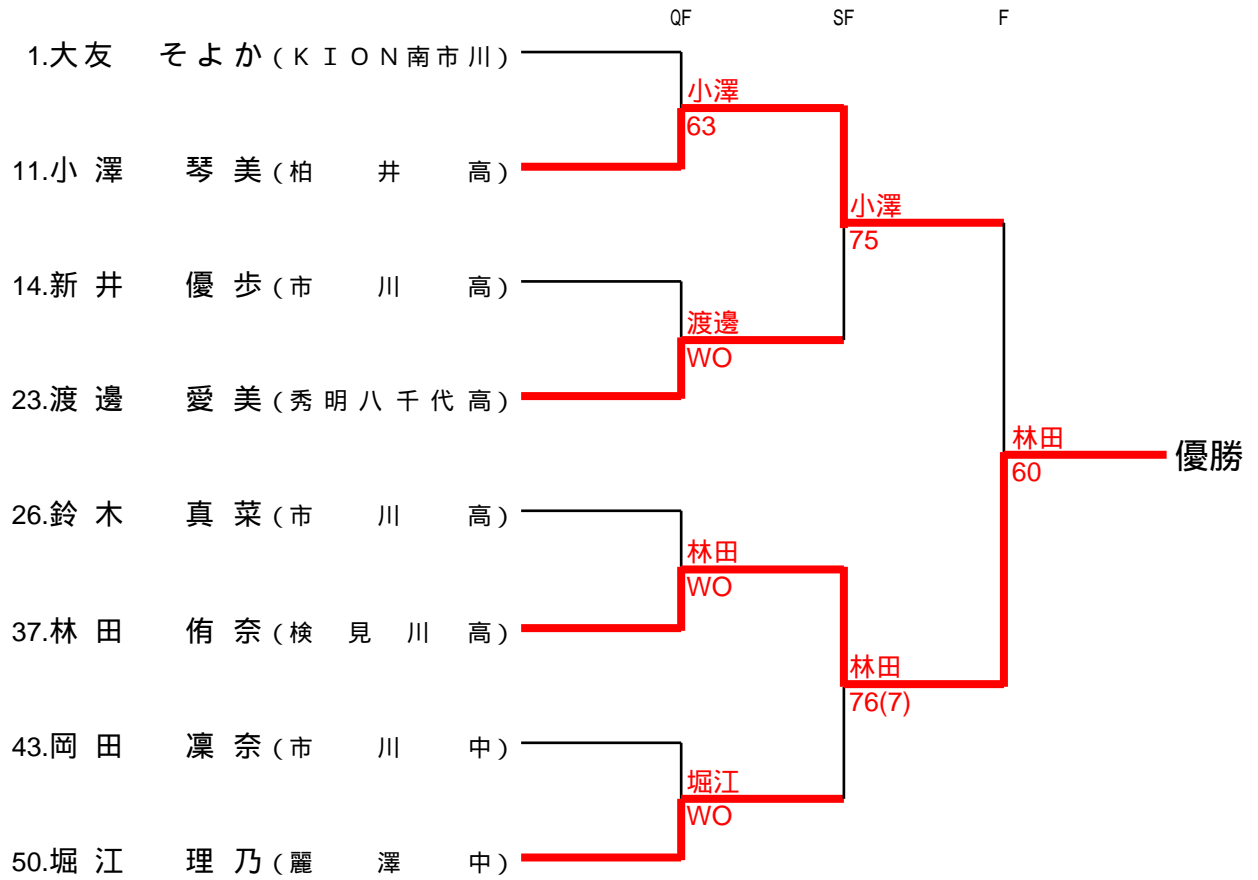 QF SF F
1.大友 そよか(KION南市川)
小澤
63
11.小澤 琴美(柏井高)
小澤
75
14.新井 優歩(市川高)
渡邊
WO
23.渡邊 愛美(秀明八千代高)
林田
60
優勝
26.鈴木 真菜(市川高)
林田
WO
37.林田 侑奈(検見川高)
林田
76(7)
43.岡田 凜奈(市川中)
堀江
WO
50.堀江 理乃(麗澤中)